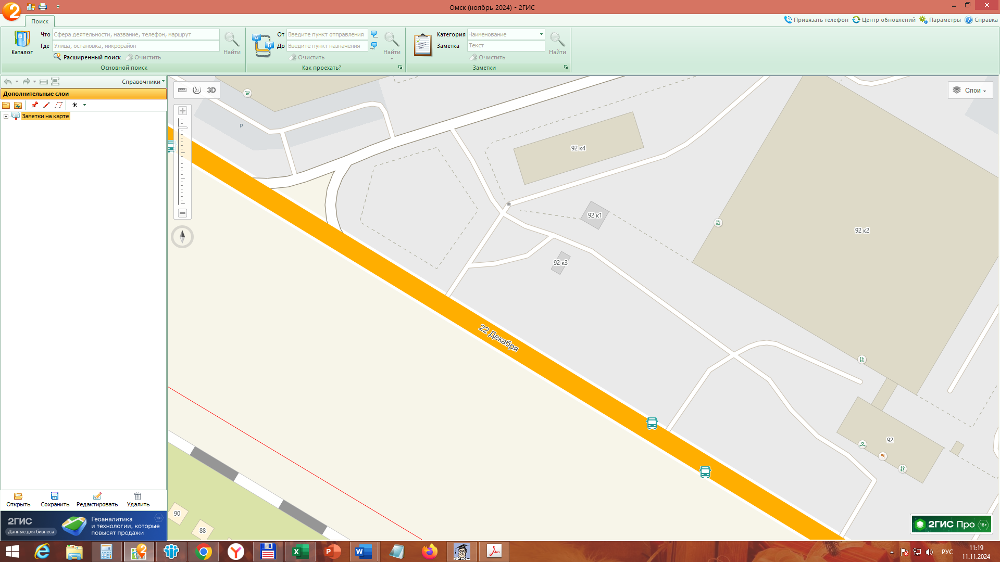 Омск (ноябрь 2024) - 2ГИС
Поиск
Привязать телефон
Центр обновлений
Параметры
Справка
Каталог
Что
Сфера деятельности, название, телефон, маршрут
Где
Улица, остановка, микрорайон
Найти
Расширенный поиск
Очистить
Основной поиск
От
Введите пункт отправления
До
Введите пункт назначения
Найти
Очистить
Как проехать?
Категория
Наименование
Заметка
Текст
Найти
Очистить
Заметки
Справочники
Дополнительные слои
Заметки на карте
3D
Слои
P
92 к4
92 к1
92 к2
92 к3
22 Декабря
92
90
88
Открыть
Сохранить
Редактировать
Удалить
2ГИС
Данные для бизнеса
Геоаналитика
и технологии, которые
повысят продажи
18+
2ГИС Про
18+
РУС
11:19
11.11.2024